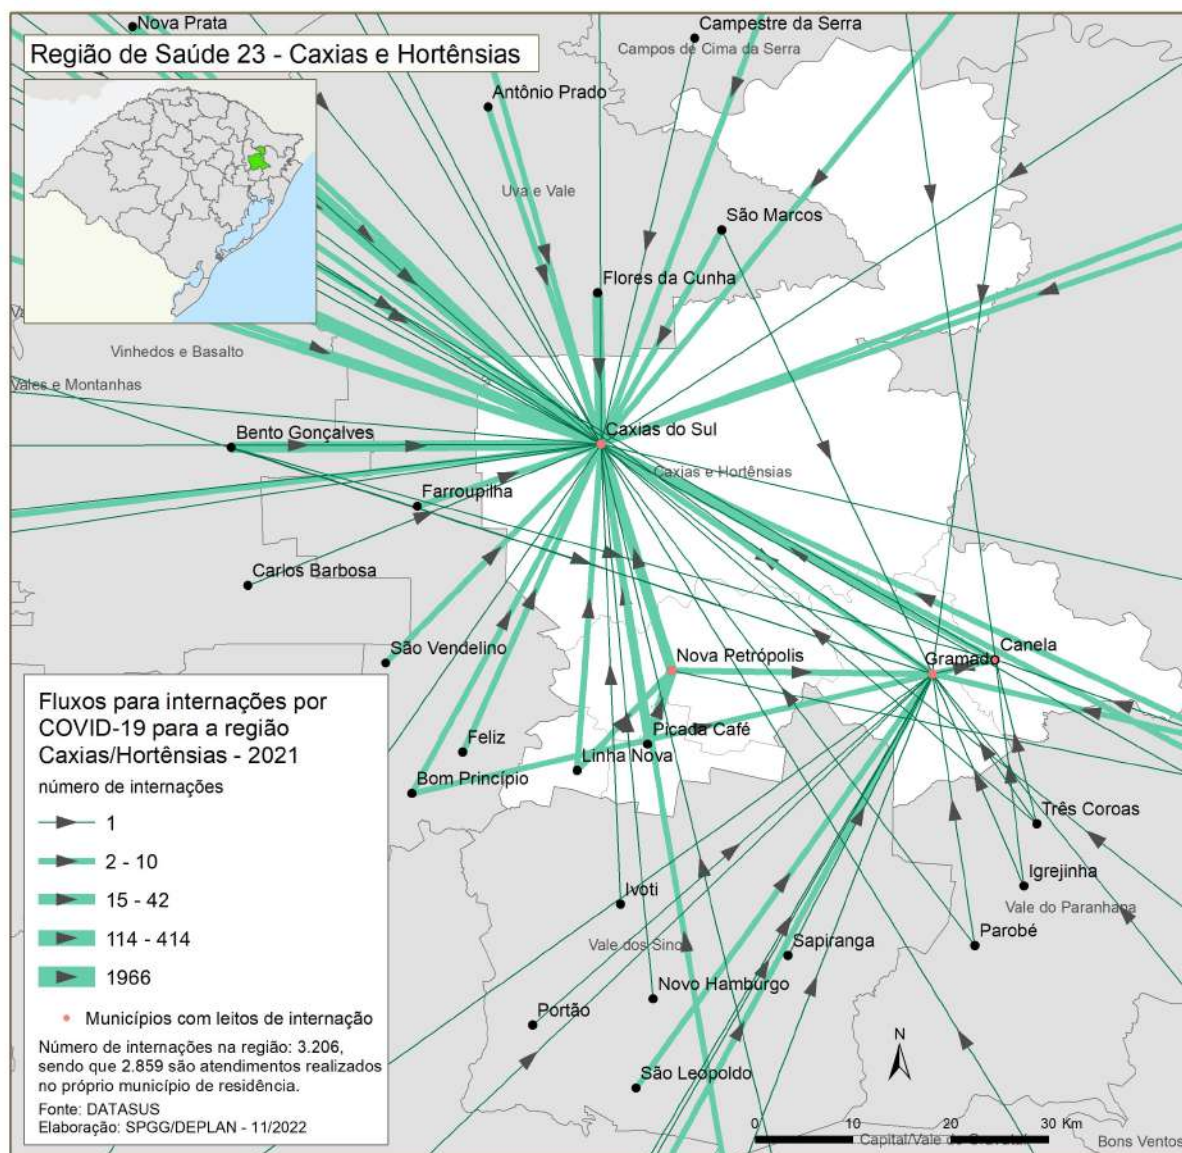 Nova Prata
Campestre da Serra
Campos de Cima da Serra
Região de Saúde 23 - Caxias e Hortênsias
Antônio Prado
Uva e Vale
São Marcos
Flores da Cunha
Vinhedos e Basalto
Vales e Montanhas
Caxias do Sul
Bento Gonçalves
Caxias e Hortênsias
Farroupilha
Carlos Barbosa
São Vendelino
Nova Petrópolis
Gramado
Canela
Fluxos para internações por
COVID-19 para a região
Caxias/Hortênsias - 2021
número de internações
1
2 - 10
15 - 42
114 - 414
1966
Municípios com leitos de internação
Número de internações na região: 3.206,
sendo que 2.859 são atendimentos realizados
no próprio município de residência.
Fonte: DATASUS
Elaboração: SPGG/DEPLAN - 11/2022
Feliz
Picada Café
Linha Nova
Bom Princípio
Três Coroas
Igrejinha
Vale do Paranhana
Ivoti
Parobé
Vale dos Sinos
Sapiranga
Novo Hamburgo
Portão
N
São Leopoldo
0 10 20 30 Km
Capital/Vale do Gravataí
Bons Ventos